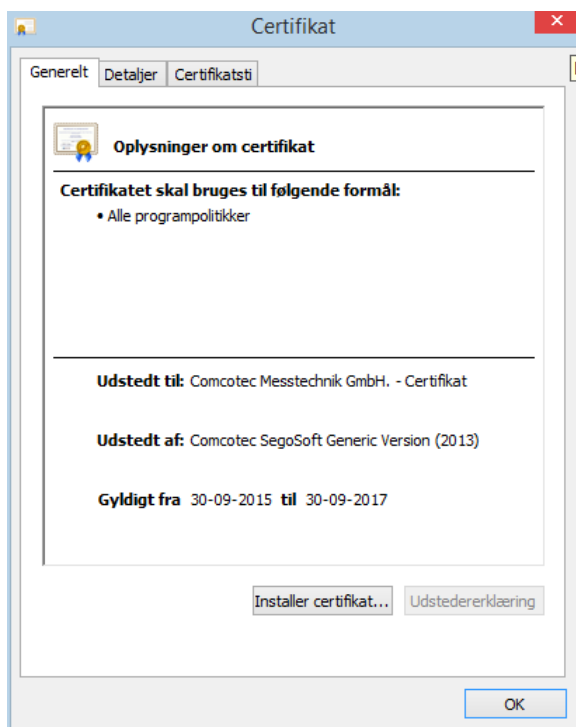 Certifikat
Generelt
Detaljer
Certifikatsti
Oplysninger om certifikat
Certifikatet skal bruges til følgende formål:
• Alle programpolitikker
Udstedt til: Comcotec Messtechnik GmbH. - Certifikat
Udstedt af: Comcotec SegoSoft Generic Version (2013)
Gyldigt fra 30-09-2015 til 30-09-2017
Installer certifikat...
Udstedererklæring
OK